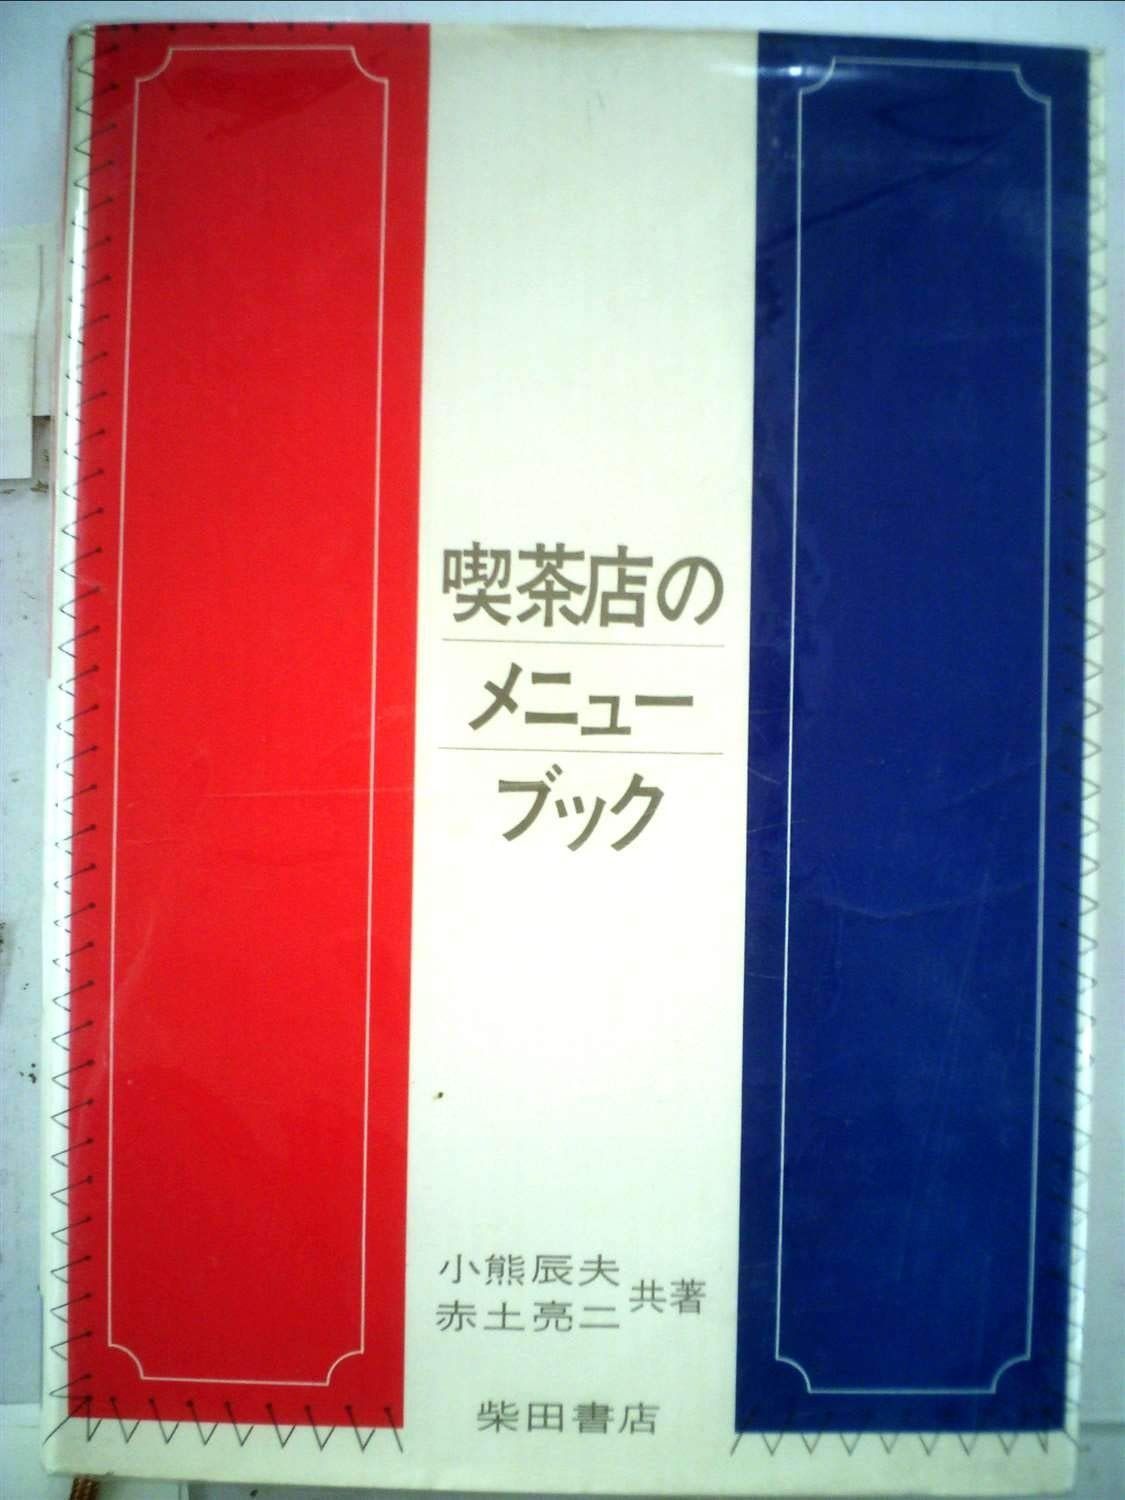 喫茶店の
メニュー
ブック
小熊辰夫
赤土亮二
共著
柴田書店